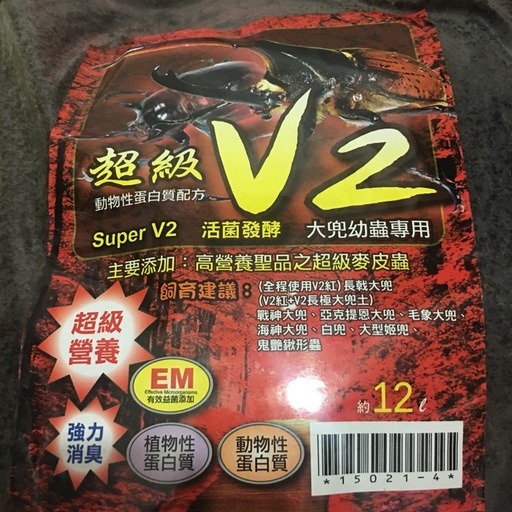 超級 V2
動物性蛋白質配方
Super V2 活菌發酵 大兜幼蟲專用
主要添加：高營養聖品之超級麥皮蟲
飼育建議：(全程使用V2紅)長戟大兜
(V2紅+V2長極大兜土)
戰神大兜、亞克提恩大兜、毛象大兜、
海神大兜、白兜、大型姬兜、
鬼艷鍬形蟲
超級
營養
EM
Effective Microorganisms
有效益菌添加
約12ℓ
強力
消臭
植物性
蛋白質
動物性
蛋白質
*15021-4*